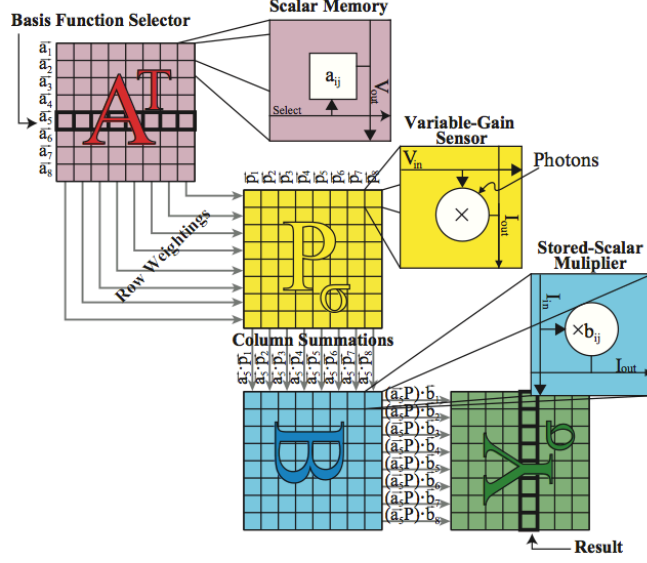 Basis Function Selector
Scalar Memory
a₁
a₂
a₃
a₄
a₅
a₆
a₇
a₈
Aᵀ
aᵢⱼ
Select
Vout
Row Weightings
p₁ p₂ p₃ p₄ p₅ p₆ p₇ p₈
Pσ
Variable-Gain
Sensor
Vin
×
Iout
Photons
Column Summations
a₅·p₁ a₅·p₂ a₅·p₃ a₅·p₄ a₅·p₅ a₅·p₆ a₅·p₇ a₅·p₈
B
Stored-Scalar
Muliplier
Iin
×bᵢⱼ
Iout
(a₅P)·b₁
(a₅P)·b₂
(a₅P)·b₃
(a₅P)·b₄
(a₅P)·b₅
(a₅P)·b₆
(a₅P)·b₇
(a₅P)·b₈
Yσ
Result